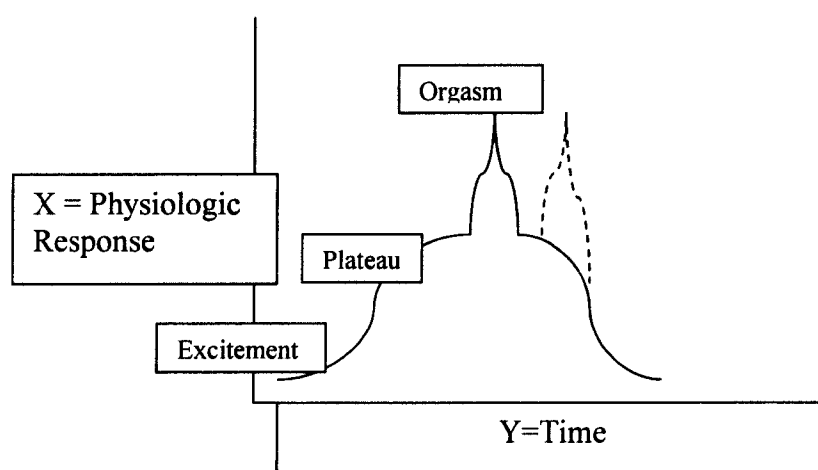 Orgasm
X = Physiologic
Response
Plateau
Excitement
Y=Time